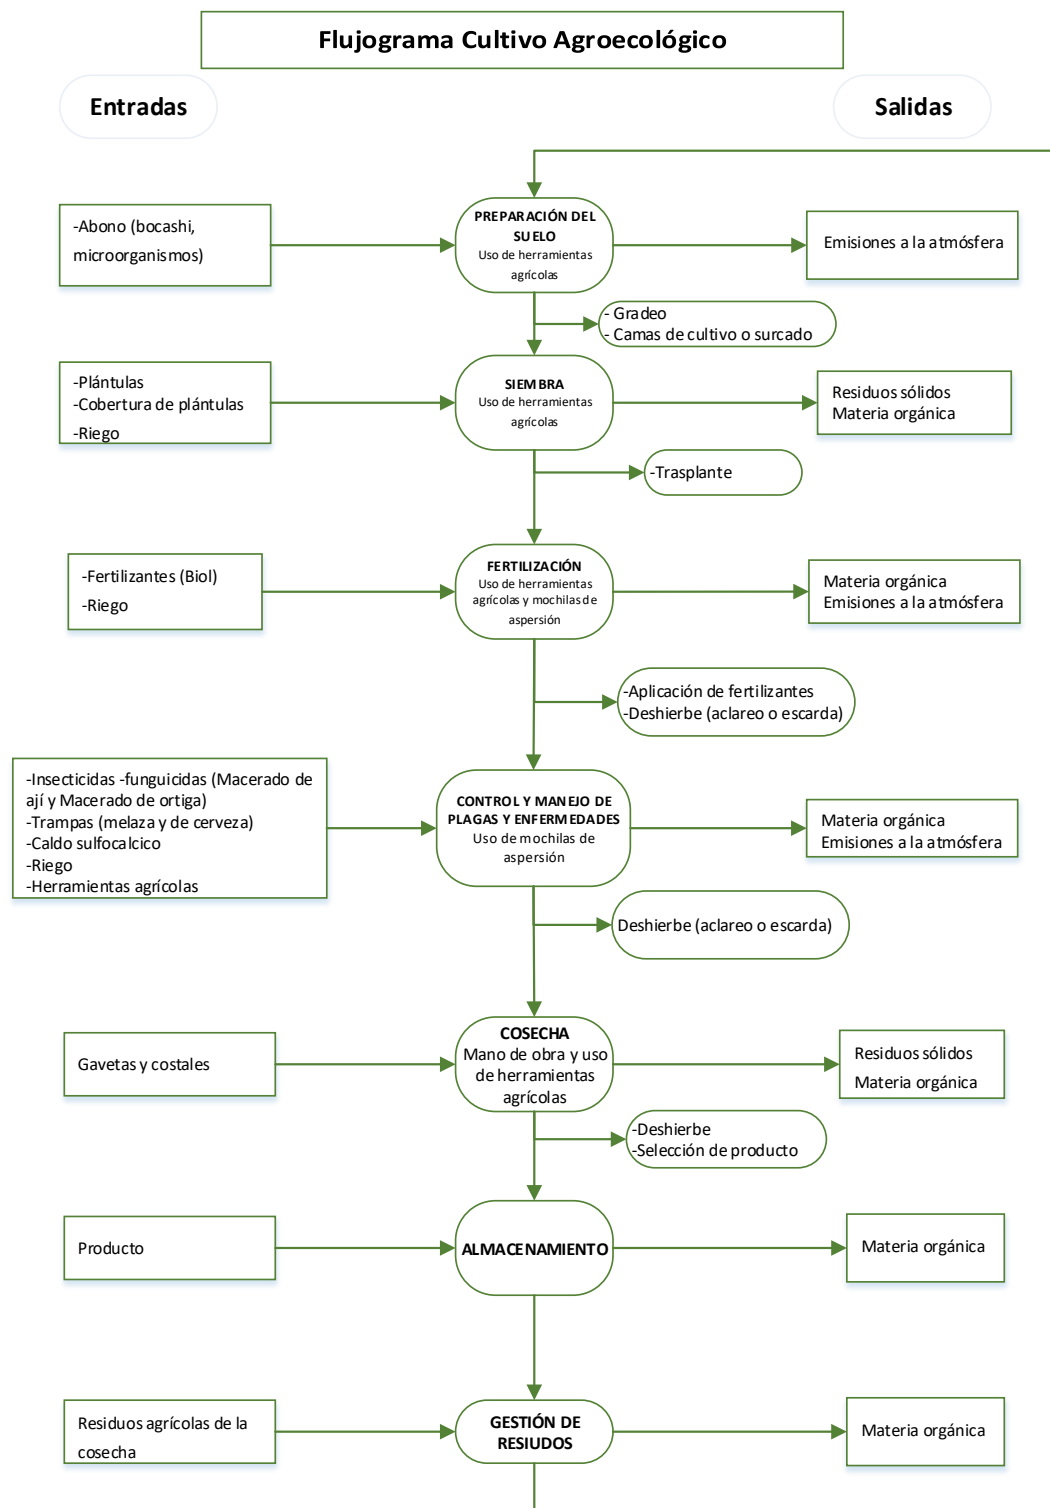 Flujograma Cultivo Agroecológico
Entradas
Salidas
-Abono (bocashi,
microorganismos)
PREPARACIÓN DEL
SUELO
Uso de herramientas
agrícolas
Emisiones a la atmósfera
- Gradeo
- Camas de cultivo o surcado
-Plántulas
-Cobertura de plántulas
-Riego
SIEMBRA
Uso de herramientas
agrícolas
Residuos sólidos
Materia orgánica
-Trasplante
-Fertilizantes (Biol)
-Riego
FERTILIZACIÓN
Uso de herramientas
agrícolas y mochilas de
aspersión
Materia orgánica
Emisiones a la atmósfera
-Aplicación de fertilizantes
-Deshierbe (aclareo o escarda)
-Insecticidas -funguicidas (Macerado de
ají y Macerado de ortiga)
-Trampas (melaza y de cerveza)
-Caldo sulfocalcico
-Riego
-Herramientas agrícolas
CONTROL Y MANEJO DE
PLAGAS Y ENFERMEDADES
Uso de mochilas de
aspersión
Materia orgánica
Emisiones a la atmósfera
Deshierbe (aclareo o escarda)
Gavetas y costales
COSECHA
Mano de obra y uso
de herramientas
agrícolas
Residuos sólidos
Materia orgánica
-Deshierbe
-Selección de producto
Producto
ALMACENAMIENTO
Materia orgánica
Residuos agrícolas de la
cosecha
GESTIÓN DE
RESIUDOS
Materia orgánica